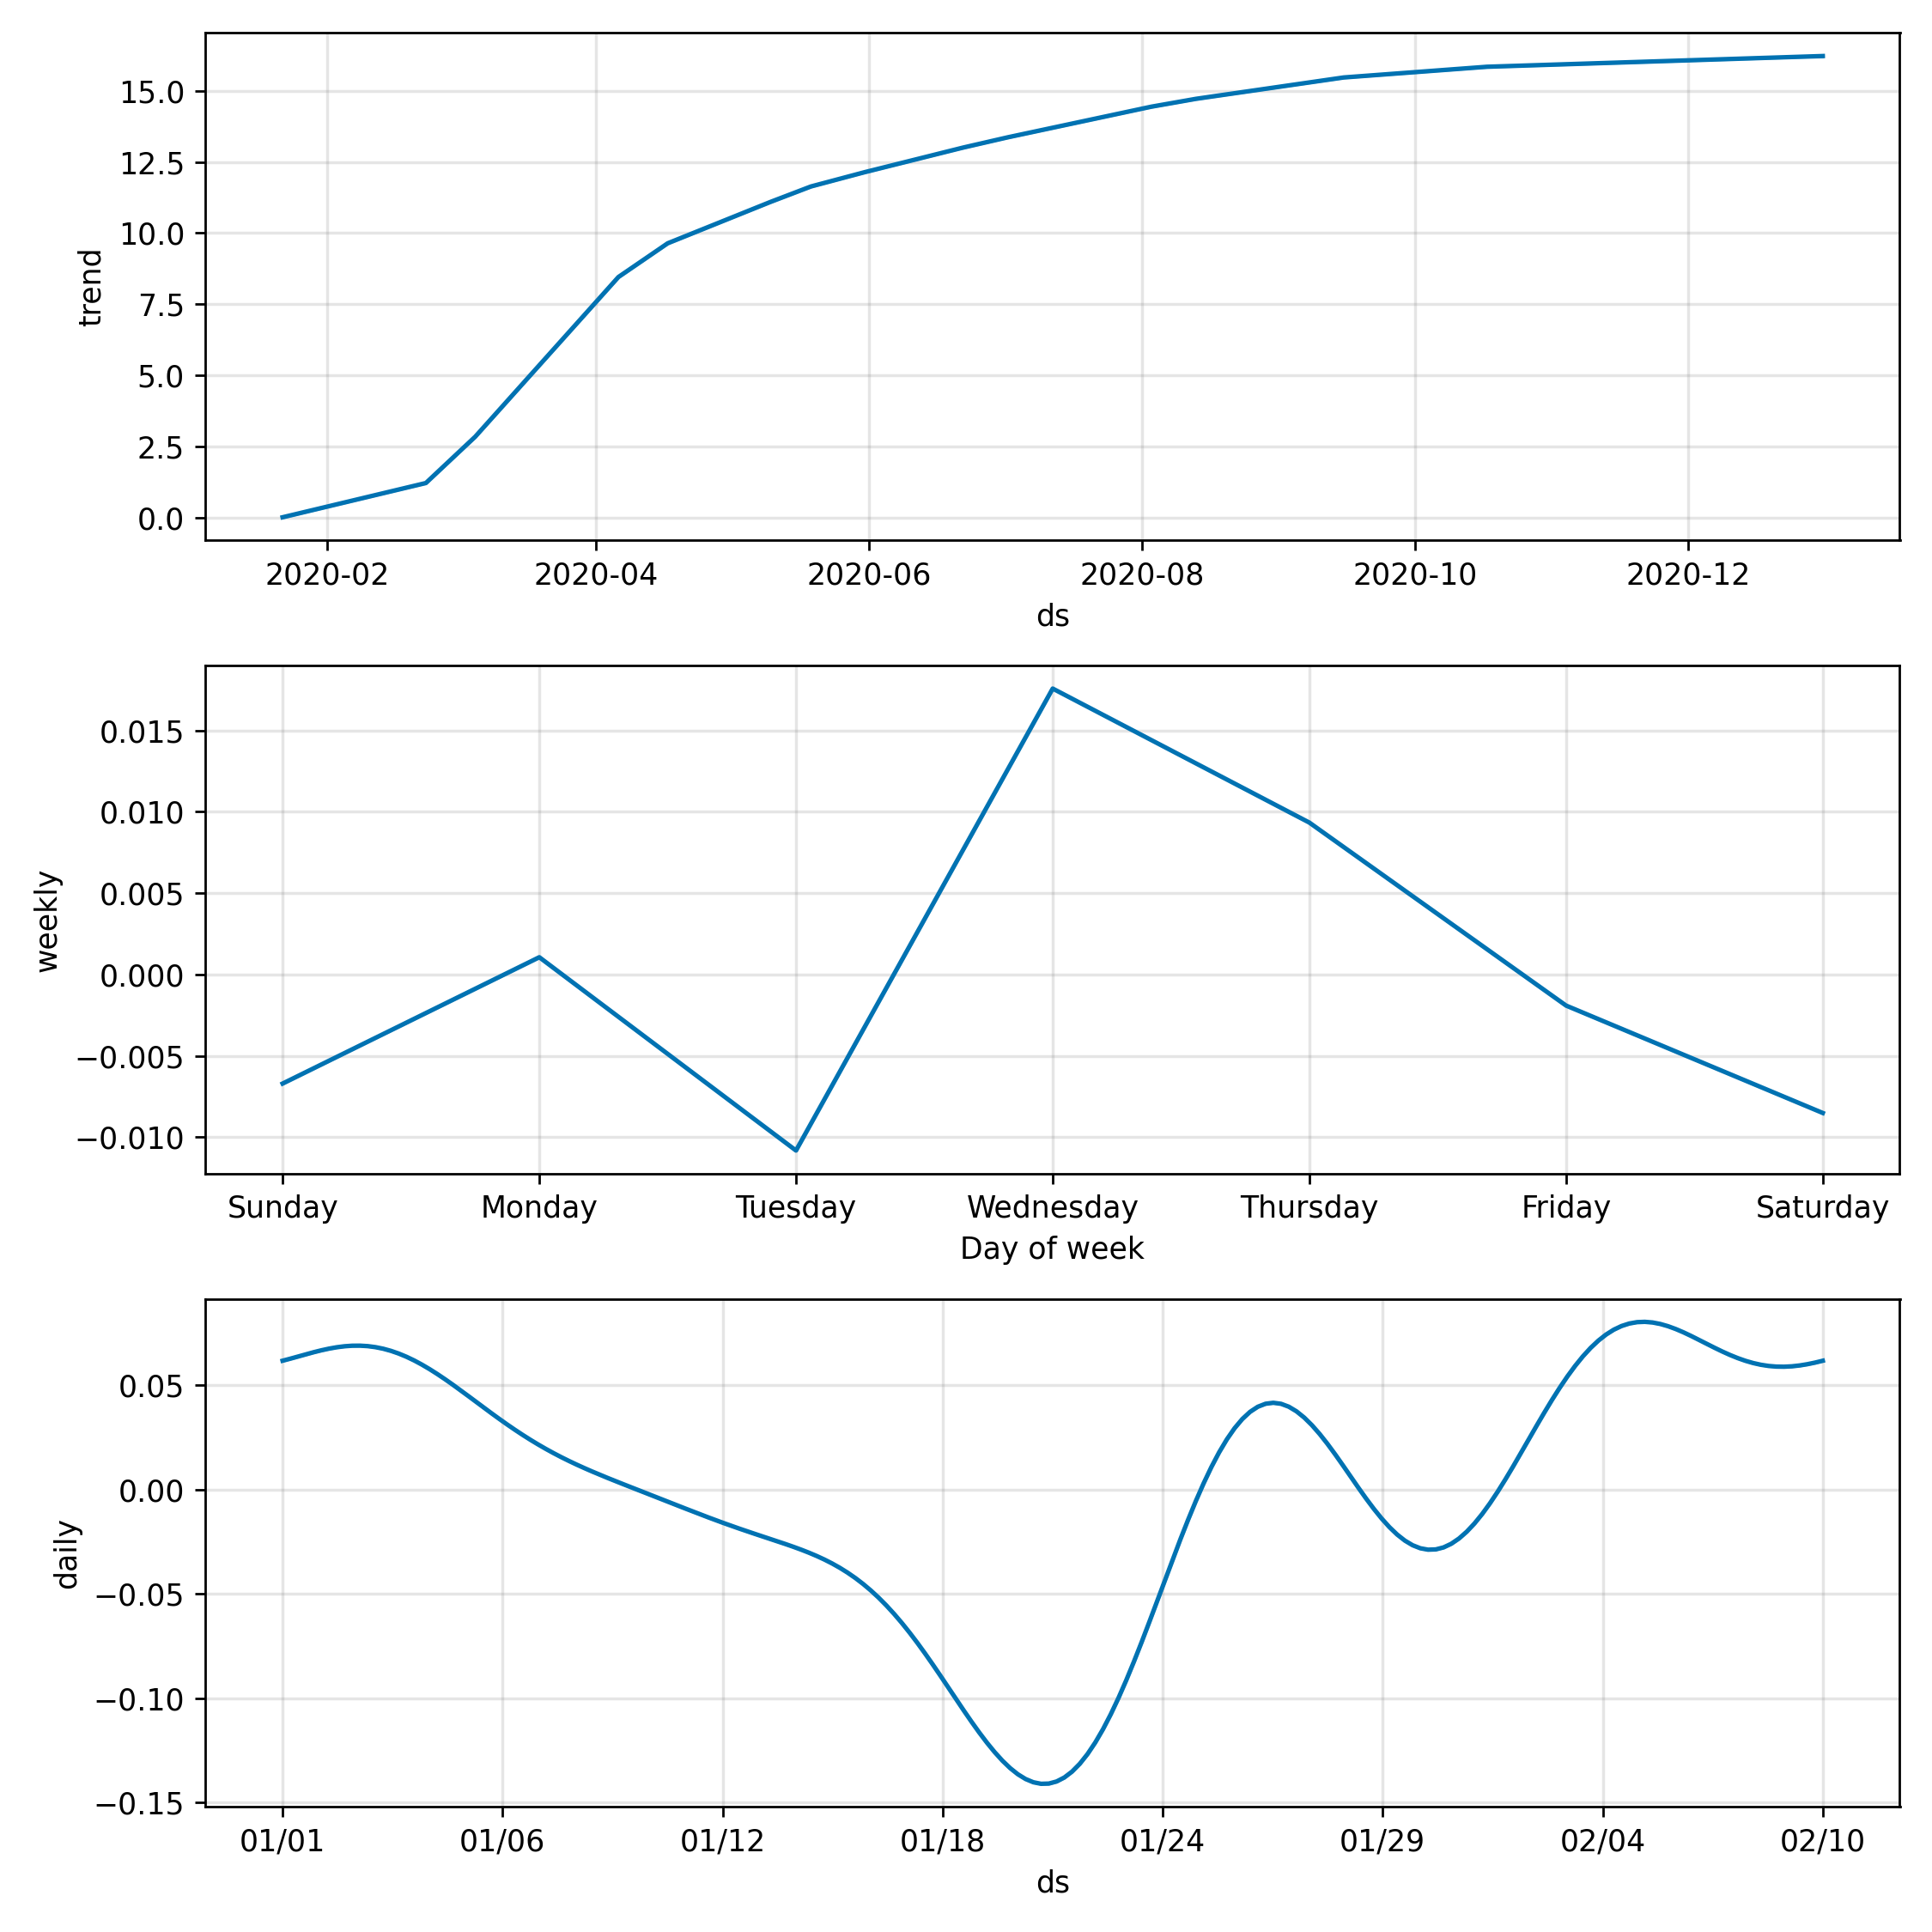 15.0
12.5
10.0
7.5
5.0
2.5
0.0
trend
2020-02 2020-04 2020-06 2020-08 2020-10 2020-12
ds
0.015
0.010
0.005
0.000
−0.005
−0.010
weekly
Sunday Monday Tuesday Wednesday Thursday Friday Saturday
Day of week
0.05
0.00
−0.05
−0.10
−0.15
daily
01/01 01/06 01/12 01/18 01/24 01/29 02/04 02/10
ds